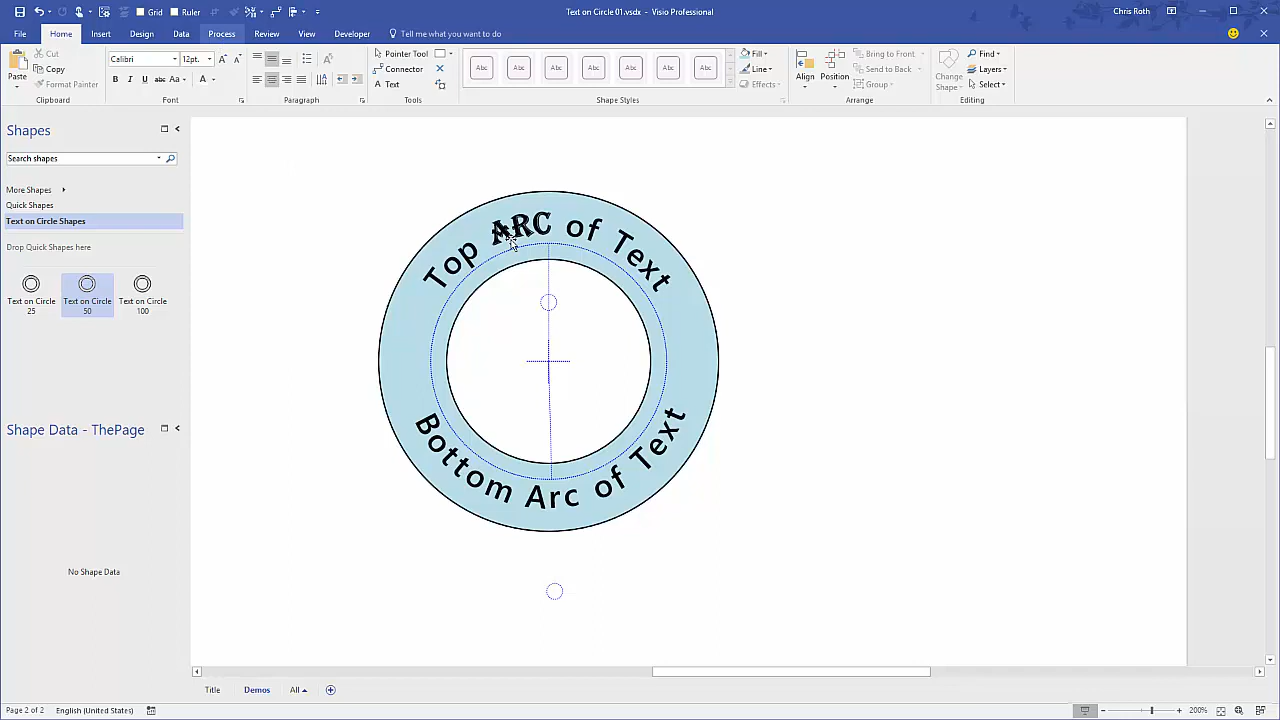 Text on Circle 01.vsdx - Visio Professional
Chris Roth
Grid
Ruler
File Home Insert Design Data Process Review View Developer Tell me what you want to do
Paste
Cut
Copy
Format Painter
Clipboard
Calibri 12pt.
B I U abc Aa A
Font
Paragraph
Pointer Tool
Connector
A Text
Tools
Abc Abc Abc Abc Abc Abc Abc
Shape Styles
Fill
Line
Effects
Align
Position
Bring to Front
Send to Back
Group
Arrange
Change
Shape
Find
Layers
Select
Editing
Shapes
Search shapes
More Shapes
Quick Shapes
Text on Circle Shapes
Drop Quick Shapes here
Text on Circle
25
Text on Circle
50
Text on Circle
100
Shape Data - ThePage
No Shape Data
Top ARC of Text
Bottom Arc of Text
Title Demos All
Page 2 of 2 English (United States) 200%